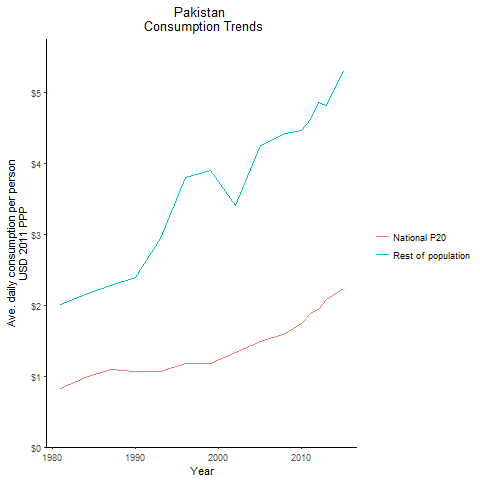 Pakistan
Consumption Trends
Ave. daily consumption per person
USD 2011 PPP
$5
$4
$3
$2
$1
$0
1980
1990
2000
2010
Year
National P20
Rest of population